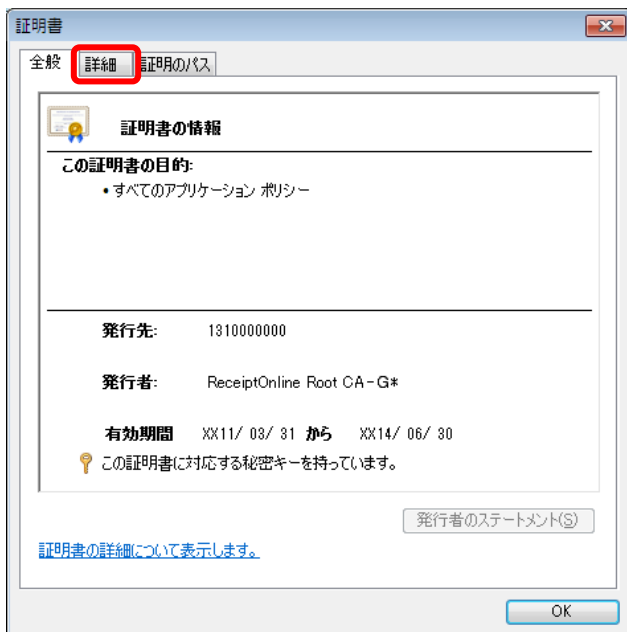 証明書
全般 詳細 証明のパス
証明書の情報
この証明書の目的:
• すべてのアプリケーション ポリシー
発行先: 1310000000
発行者: ReceiptOnline Root CA-G*
有効期間 XX11/ 03/ 31 から XX14/ 06/ 30
この証明書に対応する秘密キーを持っています。
発行者のステートメント(S)
証明書の詳細について表示します。
OK